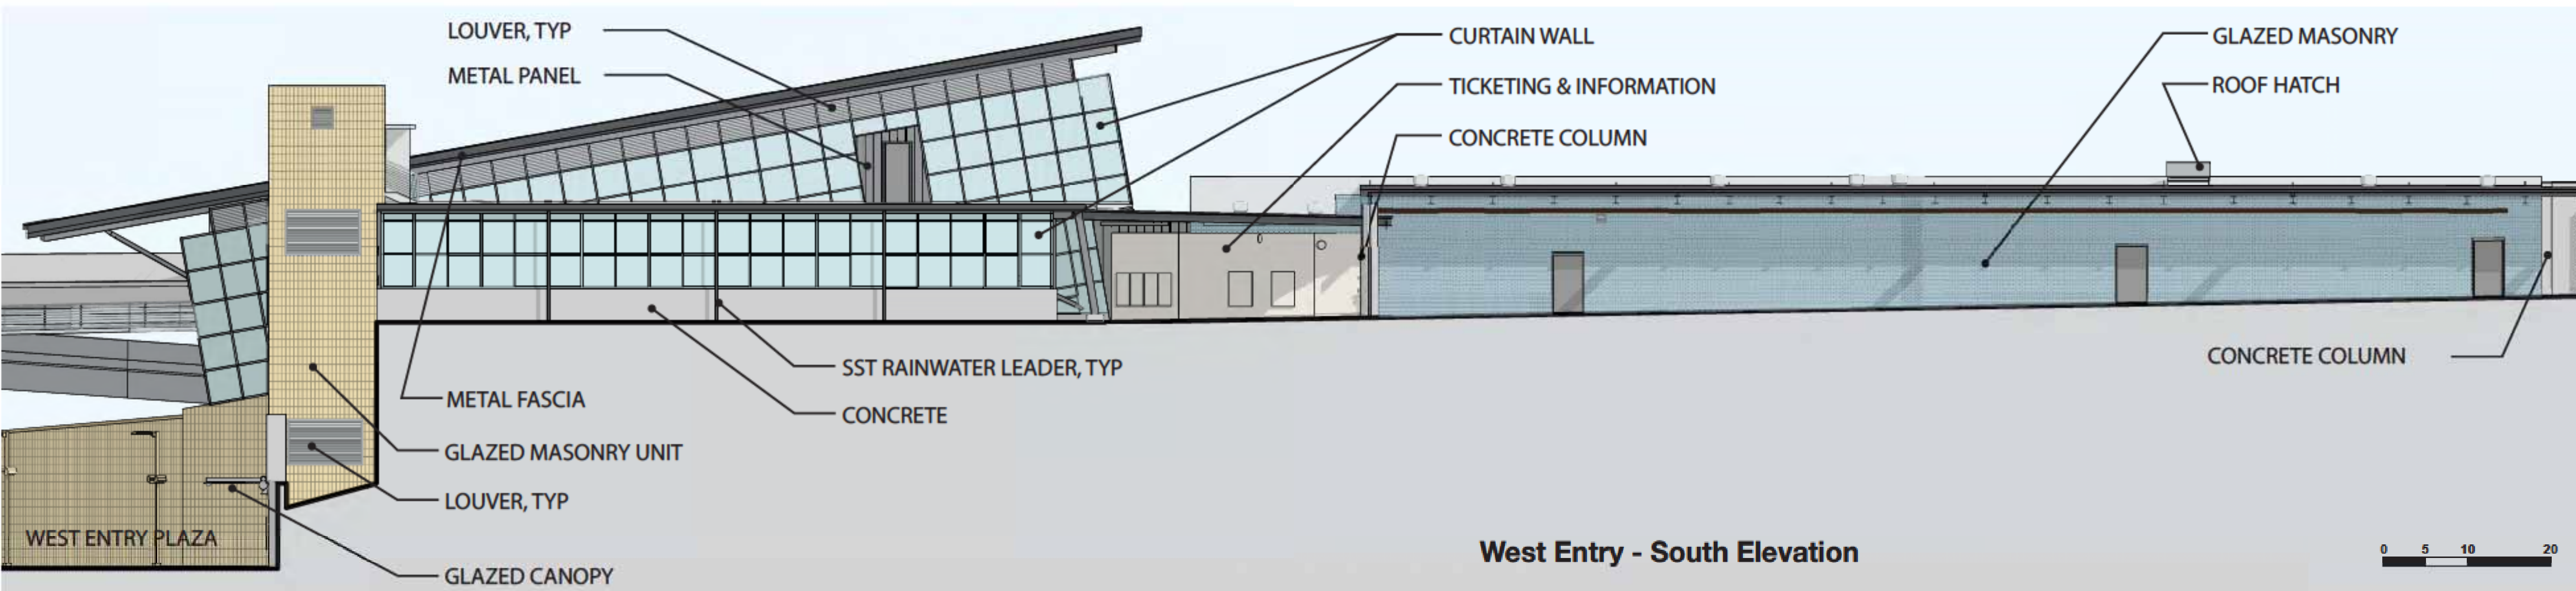 LOUVER, TYP
METAL PANEL
CURTAIN WALL
TICKETING & INFORMATION
CONCRETE COLUMN
GLAZED MASONRY
ROOF HATCH
SST RAINWATER LEADER, TYP
CONCRETE
CONCRETE COLUMN
METAL FASCIA
GLAZED MASONRY UNIT
LOUVER, TYP
GLAZED CANOPY
WEST ENTRY PLAZA
West Entry - South Elevation
0 5 10 20